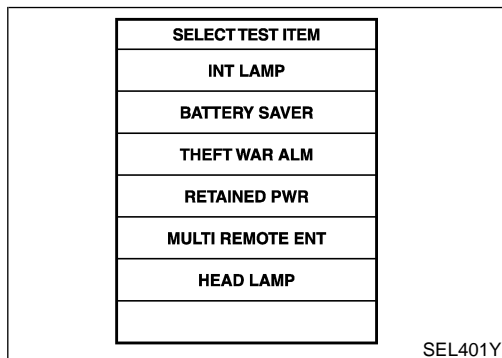 SELECT TEST ITEM
INT LAMP
BATTERY SAVER
THEFT WAR ALM
RETAINED PWR
MULTI REMOTE ENT
HEAD LAMP
SEL401Y